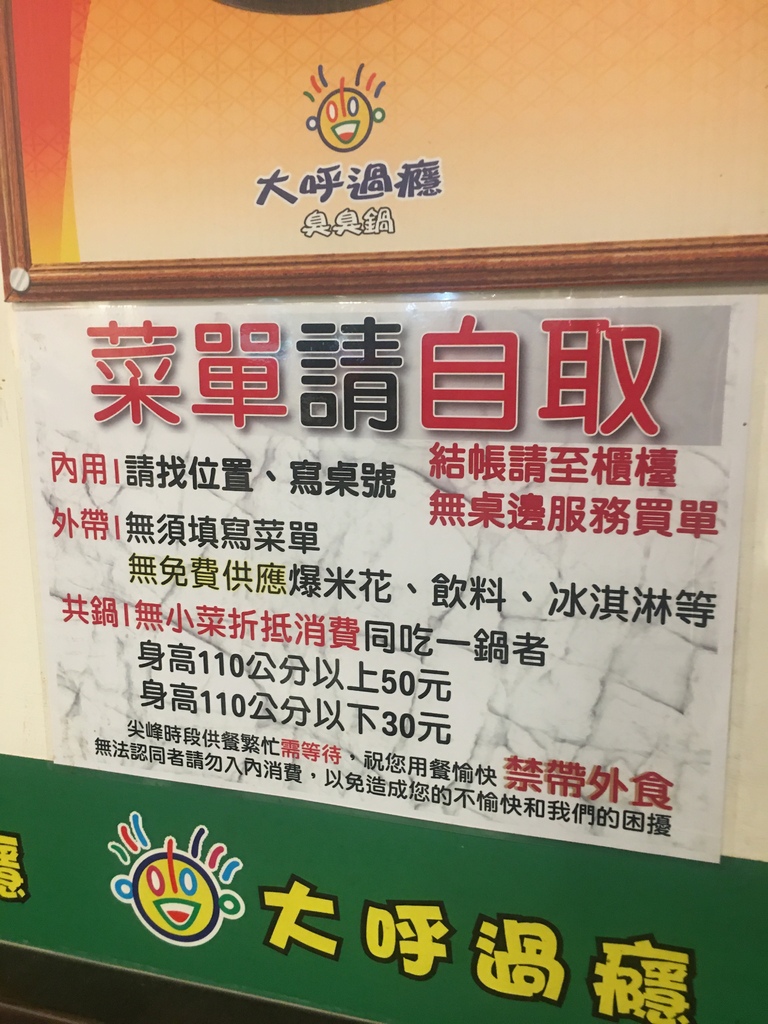 大呼過癮
臭臭鍋
菜單請自取
內用|請找位置、寫桌號
結帳請至櫃檯
無桌邊服務買單
外帶|無須填寫菜單
無免費供應爆米花、飲料、冰淇淋等
共鍋|無小菜折抵消費同吃一鍋者
身高110公分以上50元
身高110公分以下30元
尖峰時段供餐繁忙需等待，祝您用餐愉快
禁帶外食
無法認同者請勿入內消費，以免造成您的不愉快和我們的困擾
癮
大呼過癮